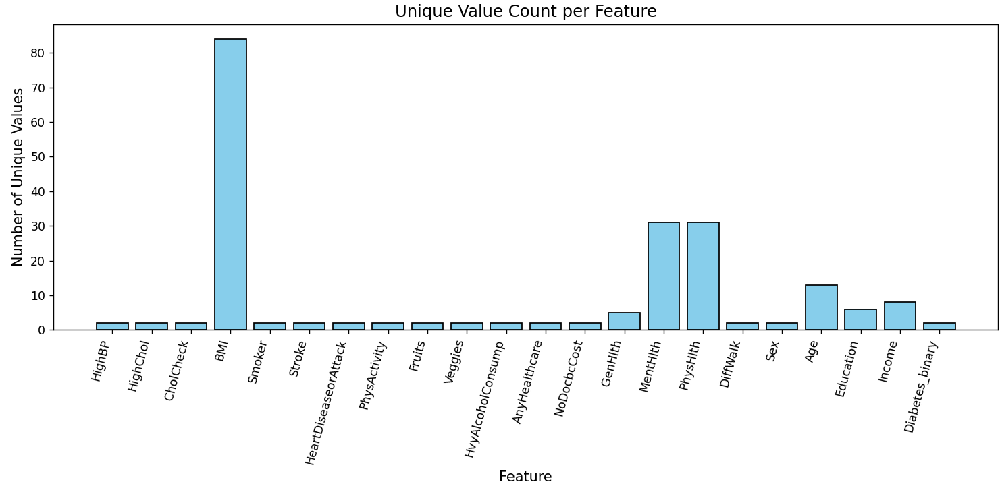 Unique Value Count per Feature
Number of Unique Values
80
70
60
50
40
30
20
10
0
HighBP
HighChol
CholCheck
BMI
Smoker
Stroke
HeartDiseaseorAttack
PhysActivity
Fruits
Veggies
HvyAlcoholConsump
AnyHealthcare
NoDocbcCost
GenHlth
MentHlth
PhysHlth
DiffWalk
Sex
Age
Education
Income
Diabetes_binary
Feature